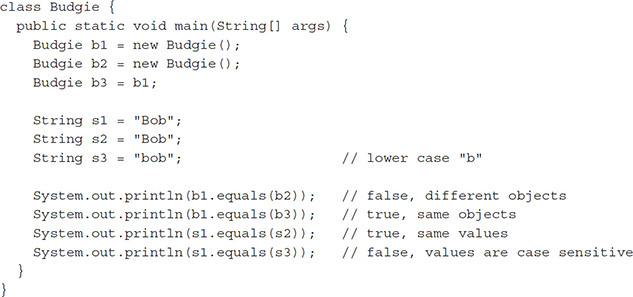 class Budgie {
  public static void main(String[] args) {
    Budgie b1 = new Budgie();
    Budgie b2 = new Budgie();
    Budgie b3 = b1;

    String s1 = "Bob";
    String s2 = "Bob";
    String s3 = "bob";                    // lower case "b"

    System.out.println(b1.equals(b2));    // false, different objects
    System.out.println(b1.equals(b3));    // true, same objects
    System.out.println(s1.equals(s2));    // true, same values
    System.out.println(s1.equals(s3));    // false, values are case sensitive
  }
}